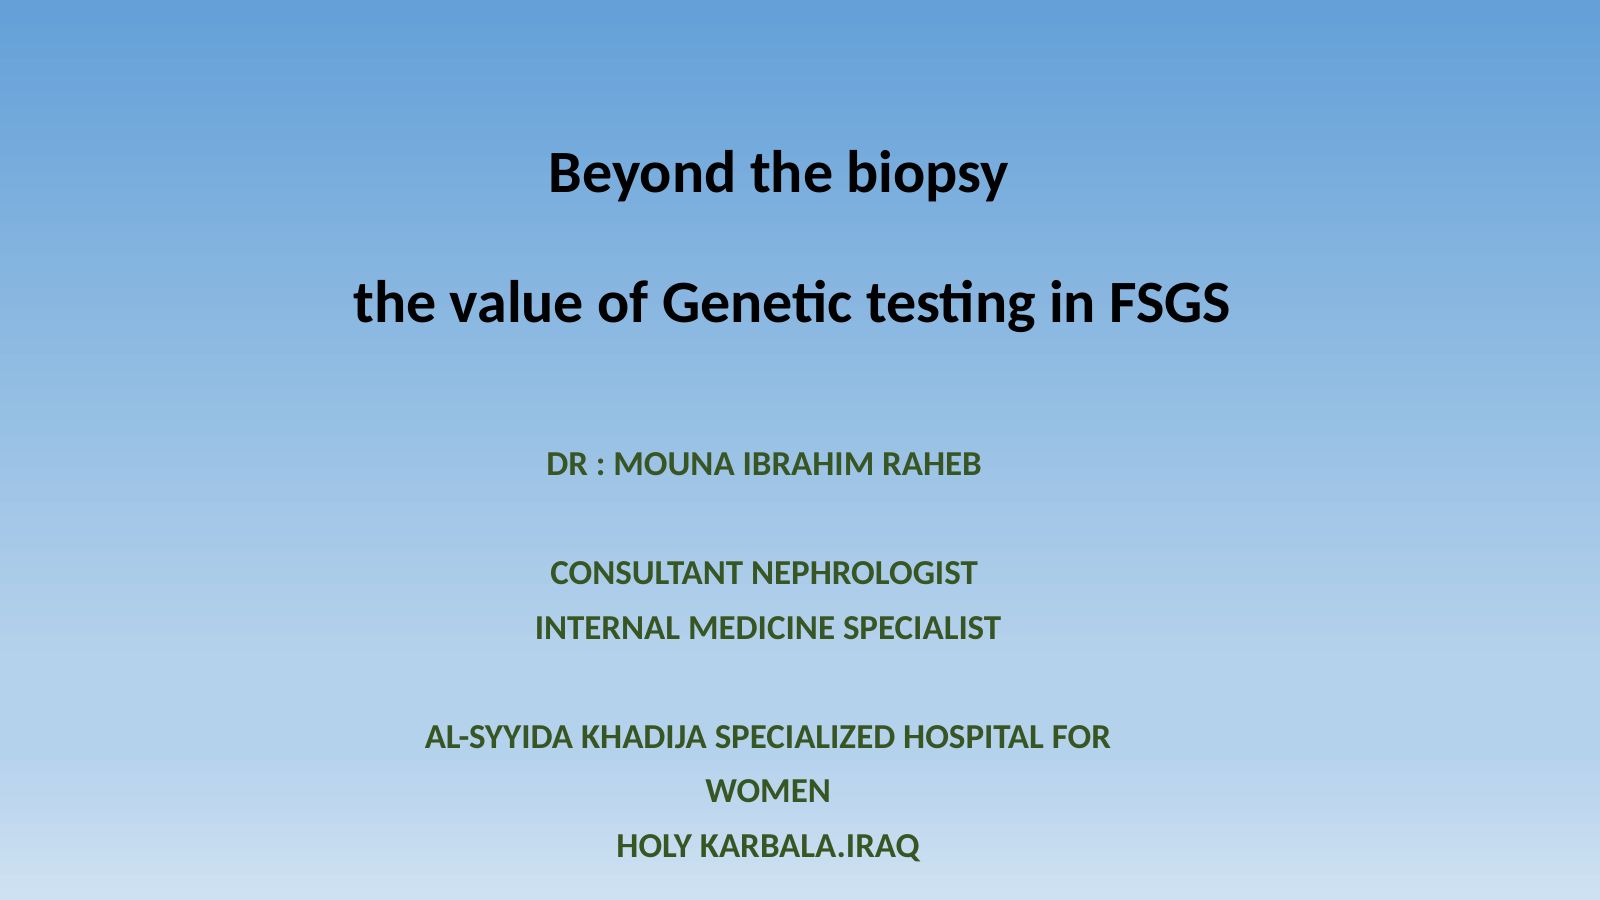 Beyond the biopsy
the value of Genetic testing in FSGS
DR : MOUNA IBRAHIM RAHEB
CONSULTANT NEPHROLOGIST
INTERNAL MEDICINE SPECIALIST
AL-SYYIDA KHADIJA SPECIALIZED HOSPITAL FOR
WOMEN
HOLY KARBALA.IRAQ